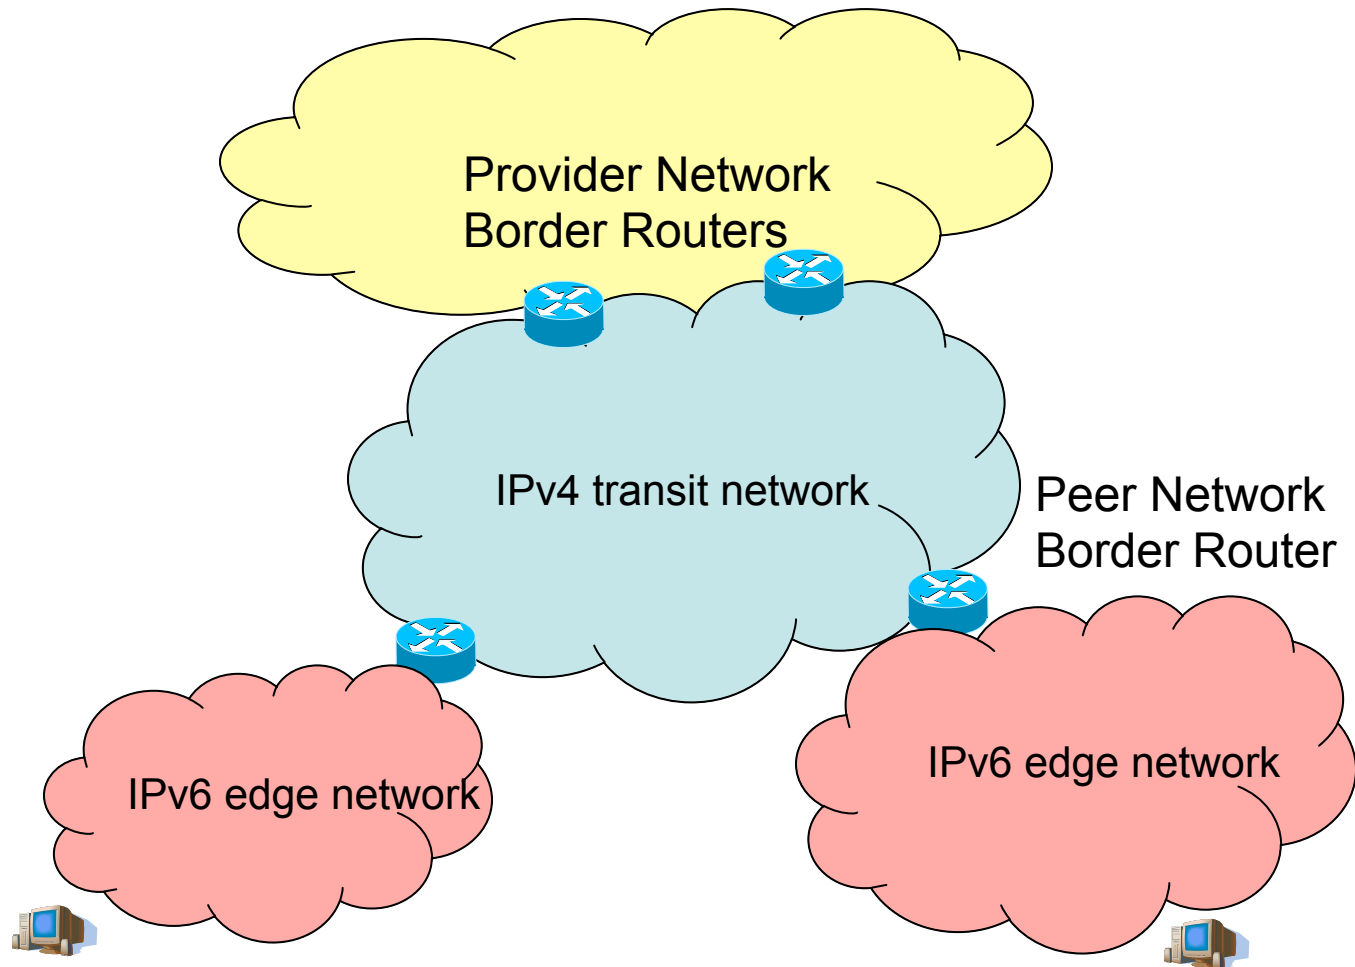 Provider Network
Border Routers
IPv4 transit network
Peer Network
Border Router
IPv6 edge network
IPv6 edge network